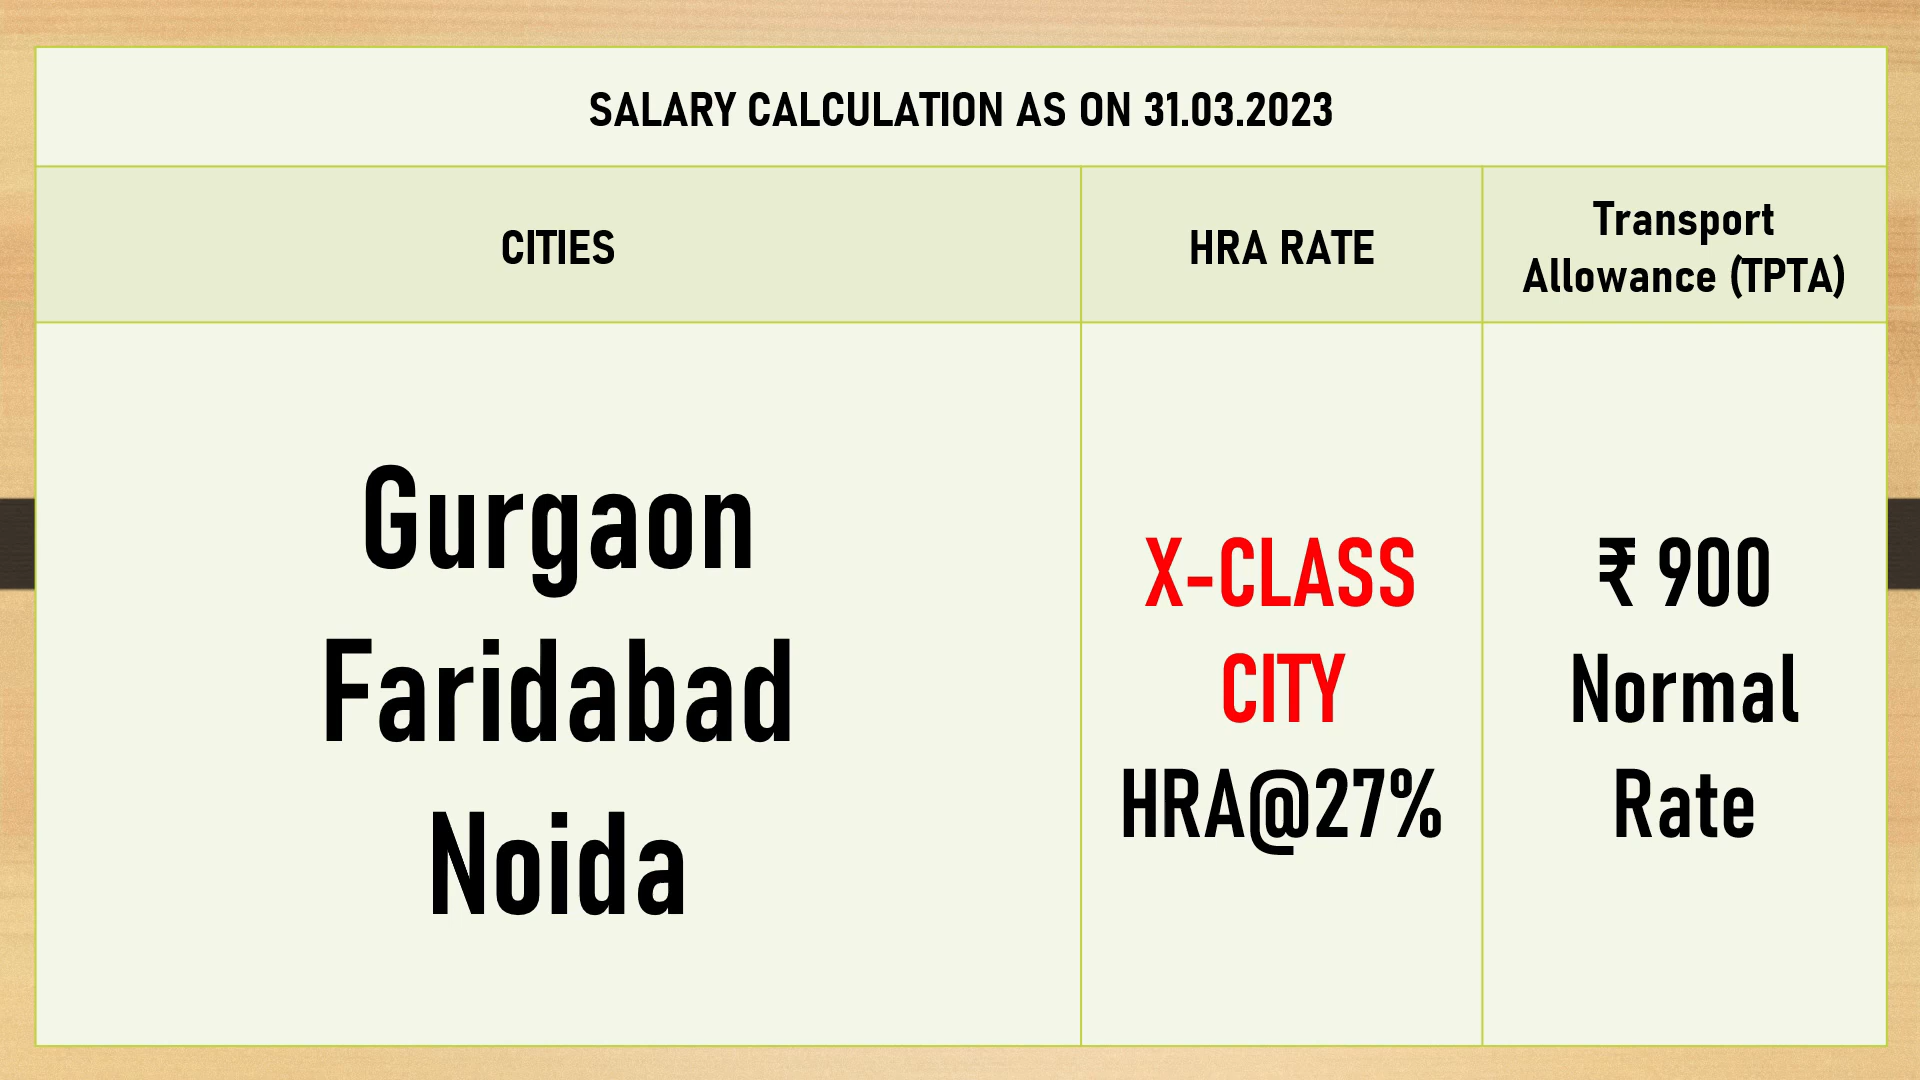 SALARY CALCULATION AS ON 31.03.2023
CITIES
HRA RATE
Transport
Allowance (TPTA)
Gurgaon
Faridabad
Noida
X-CLASS
CITY
HRA@27%
₹ 900
Normal
Rate